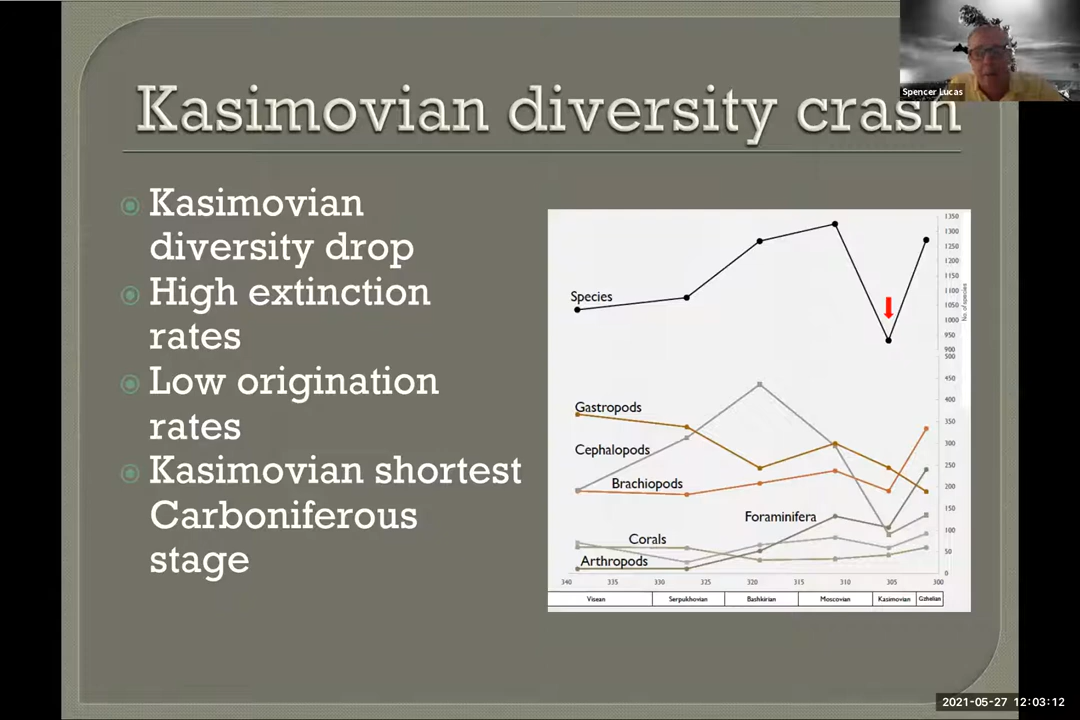 Spencer Lucas
Kasimovian diversity crash
Kasimovian
diversity drop
High extinction
rates
Low origination
rates
Kasimovian shortest
Carboniferous
stage
Species
Gastropods
Cephalopods
Brachiopods
Foraminifera
Corals
Arthropods
1350
1300
1250
1200
1150
1100
1050
1000
950
900
500
450
400
350
300
250
200
150
100
50
0
No. of species
340 335 330 325 320 315 310 305 300
Visean Serpukhovian Bashkirian Moscovian Kasimovian Gzhelian
2021-05-27 12:03:12